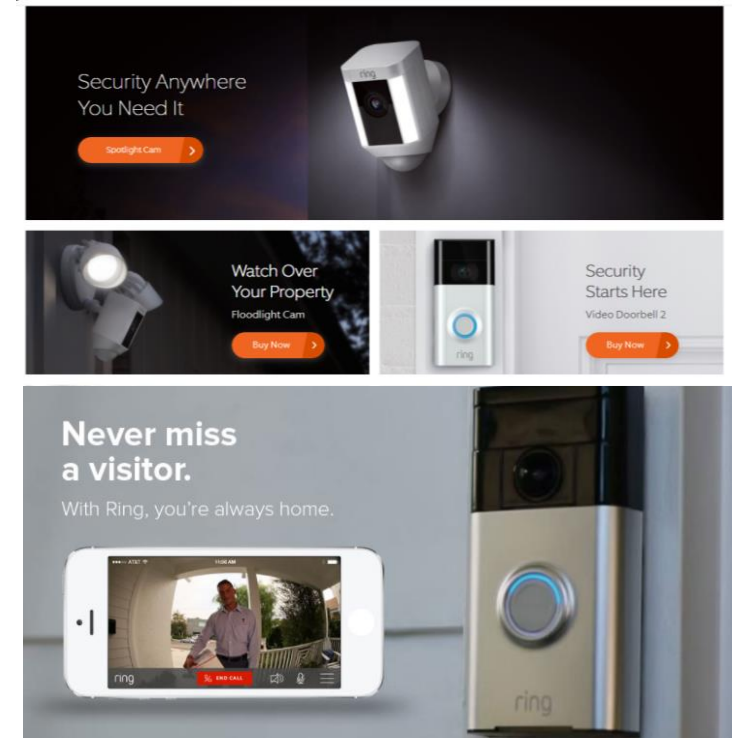 Security Anywhere
You Need It
Spotlight Cam
ring
Watch Over
Your Property
Floodlight Cam
Buy Now
Security
Starts Here
Video Doorbell 2
Buy Now
ring
Never miss
a visitor.
With Ring, you're always home.
AT&T
11:08 AM
ring
END CALL
ring